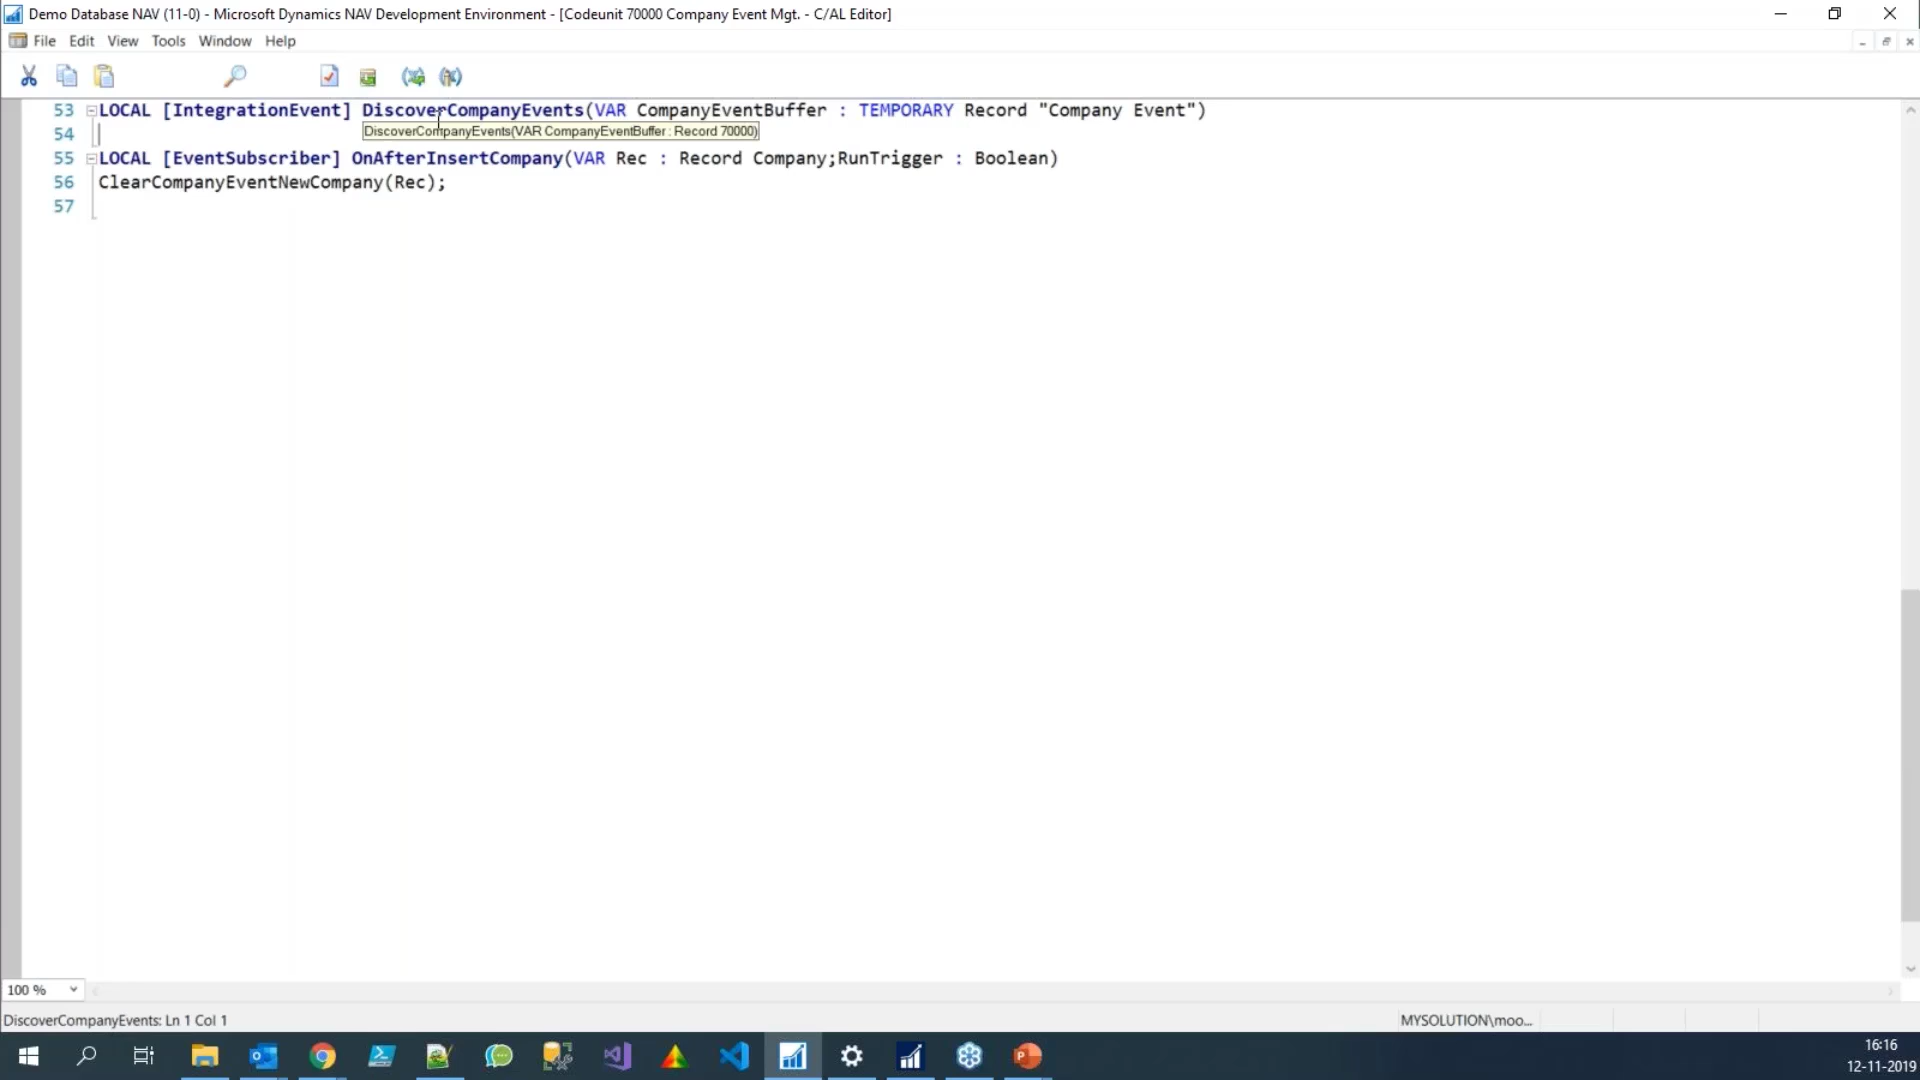 Demo Database NAV (11-0) - Microsoft Dynamics NAV Development Environment - [Codeunit 70000 Company Event Mgt. - C/AL Editor]
File Edit View Tools Window Help
53 LOCAL [IntegrationEvent] DiscoverCompanyEvents(VAR CompanyEventBuffer : TEMPORARY Record "Company Event")
54
DiscoverCompanyEvents(VAR CompanyEventBuffer : Record 70000)
55 LOCAL [EventSubscriber] OnAfterInsertCompany(VAR Rec : Record Company;RunTrigger : Boolean)
56 ClearCompanyEventNewCompany(Rec);
57
100 %
DiscoverCompanyEvents: Ln 1 Col 1
MYSOLUTION\moo...
16:16
12-11-2019